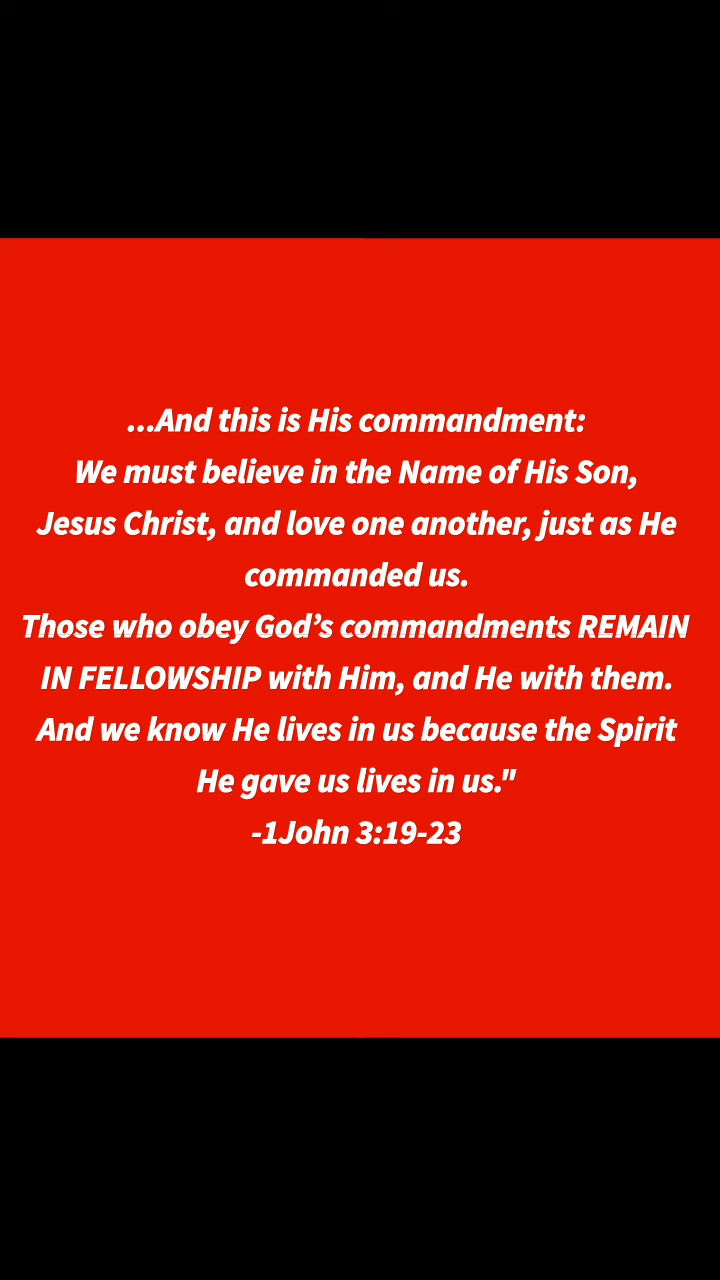 ...And this is His commandment:
We must believe in the Name of His Son,
Jesus Christ, and love one another, just as He
commanded us.
Those who obey God’s commandments REMAIN
IN FELLOWSHIP with Him, and He with them.
And we know He lives in us because the Spirit
He gave us lives in us."
-1John 3:19-23